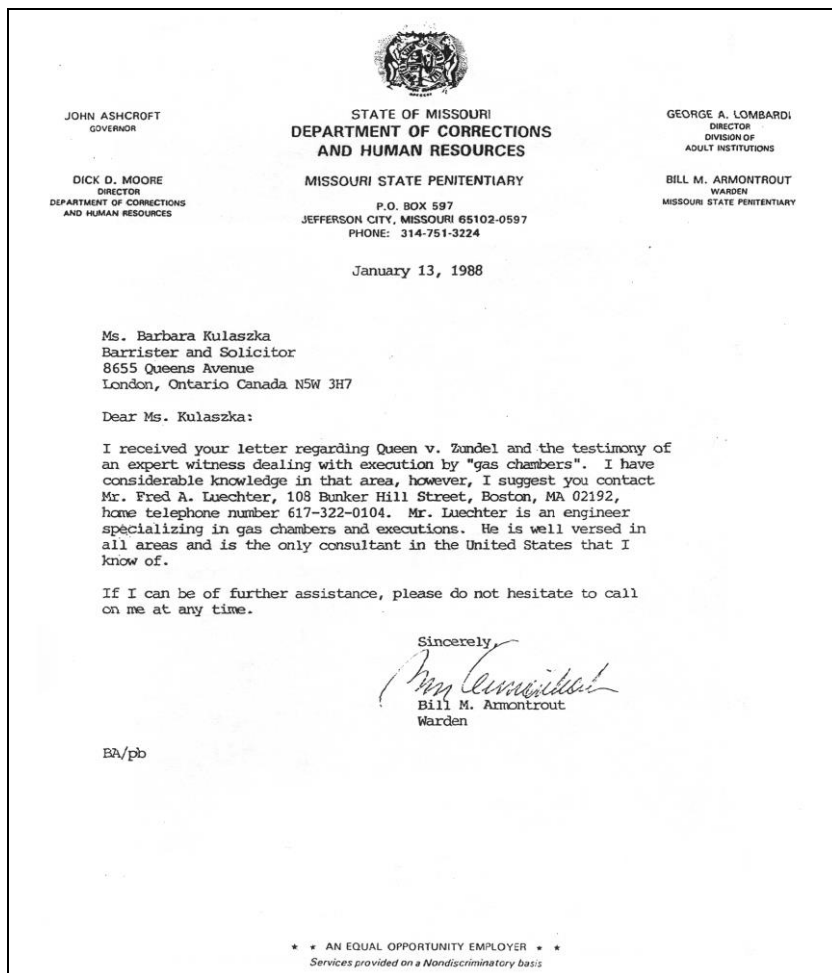 JOHN ASHCROFT
GOVERNOR
DICK D. MOORE
DIRECTOR
DEPARTMENT OF CORRECTIONS
AND HUMAN RESOURCES
STATE OF MISSOURI
DEPARTMENT OF CORRECTIONS
AND HUMAN RESOURCES
MISSOURI STATE PENITENTIARY
P.O. BOX 597
JEFFERSON CITY, MISSOURI 65102-0597
PHONE: 314-751-3224
GEORGE A. LOMBARDI
DIRECTOR
DIVISION OF
ADULT INSTITUTIONS
BILL M. ARMONTROUT
WARDEN
MISSOURI STATE PENITENTIARY
January 13, 1988
Ms. Barbara Kulaszka
Barrister and Solicitor
8655 Queens Avenue
London, Ontario Canada N5W 3H7
Dear Ms. Kulaszka:
I received your letter regarding Queen v. Zundel and the testimony of
an expert witness dealing with execution by "gas chambers". I have
considerable knowledge in that area, however, I suggest you contact
Mr. Fred A. Luechter, 108 Bunker Hill Street, Boston, MA 02192,
home telephone number 617-322-0104. Mr. Luechter is an engineer
specializing in gas chambers and executions. He is well versed in
all areas and is the only consultant in the United States that I
know of.
If I can be of further assistance, please do not hesitate to call
on me at any time.
Sincerely,
Bill M. Armontrout
Warden
BA/pb
* * AN EQUAL OPPORTUNITY EMPLOYER * *
Services provided on a Nondiscriminatory basis